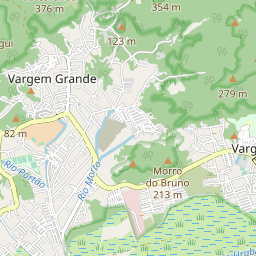 376 m
354 m
123 m
Vargem Grande
279 m
82 m
Rio Portão
Rio Morto
Morro
do Bruno
213 m
Varg